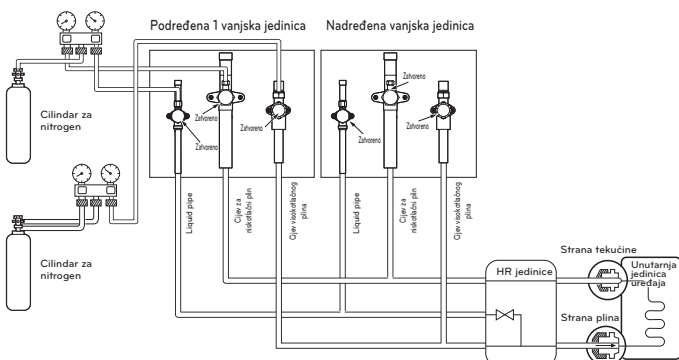 Podređena 1 vanjska jedinica
Nadređena vanjska jedinica
Cilindar za
nitrogen
Zatvoreno
Zatvoreno
Zatvoreno
Zatvoreno
Zatvoreno
Zatvoreno
Cilindar za
nitrogen
Liquid pipe
Cijev za
niskotlačni plin
Cijev visokotlačnog
plina
Liquid pipe
Cijev za
niskotlačni plin
Cijev visokotlačnog
plina
HR jedinice
Strana tekućine
Unutarnja
jedinica
uređaja
Strana plina